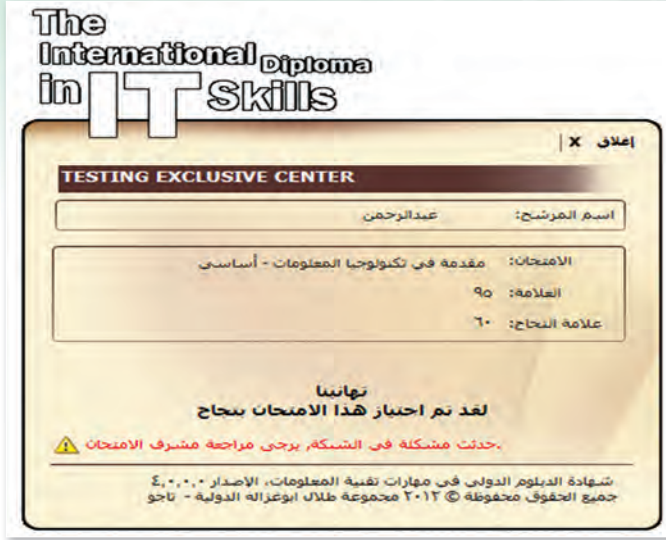 The
International Diploma
in IT Skills
إغلاق X |
TESTING EXCLUSIVE CENTER
اسم المرشح: عبدالرحمن
الامتحان: مقدمة في تكنولوجيا المعلومات - أساسي
العلامة: ٩٥
علامة النجاح: ٦٠
تهانينا
لقد تم اجتياز هذا الامتحان بنجاح
حدثت مشكلة في الشبكة, يرجى مراجعة مشرف الامتحان.
شهادة الدبلوم الدولي في مهارات تقنية المعلومات، الإصدار ٤,٠,٠,٠
جميع الحقوق محفوظة © ٢٠١٢ مجموعة طلال ابوغزاله الدولية - تاجو